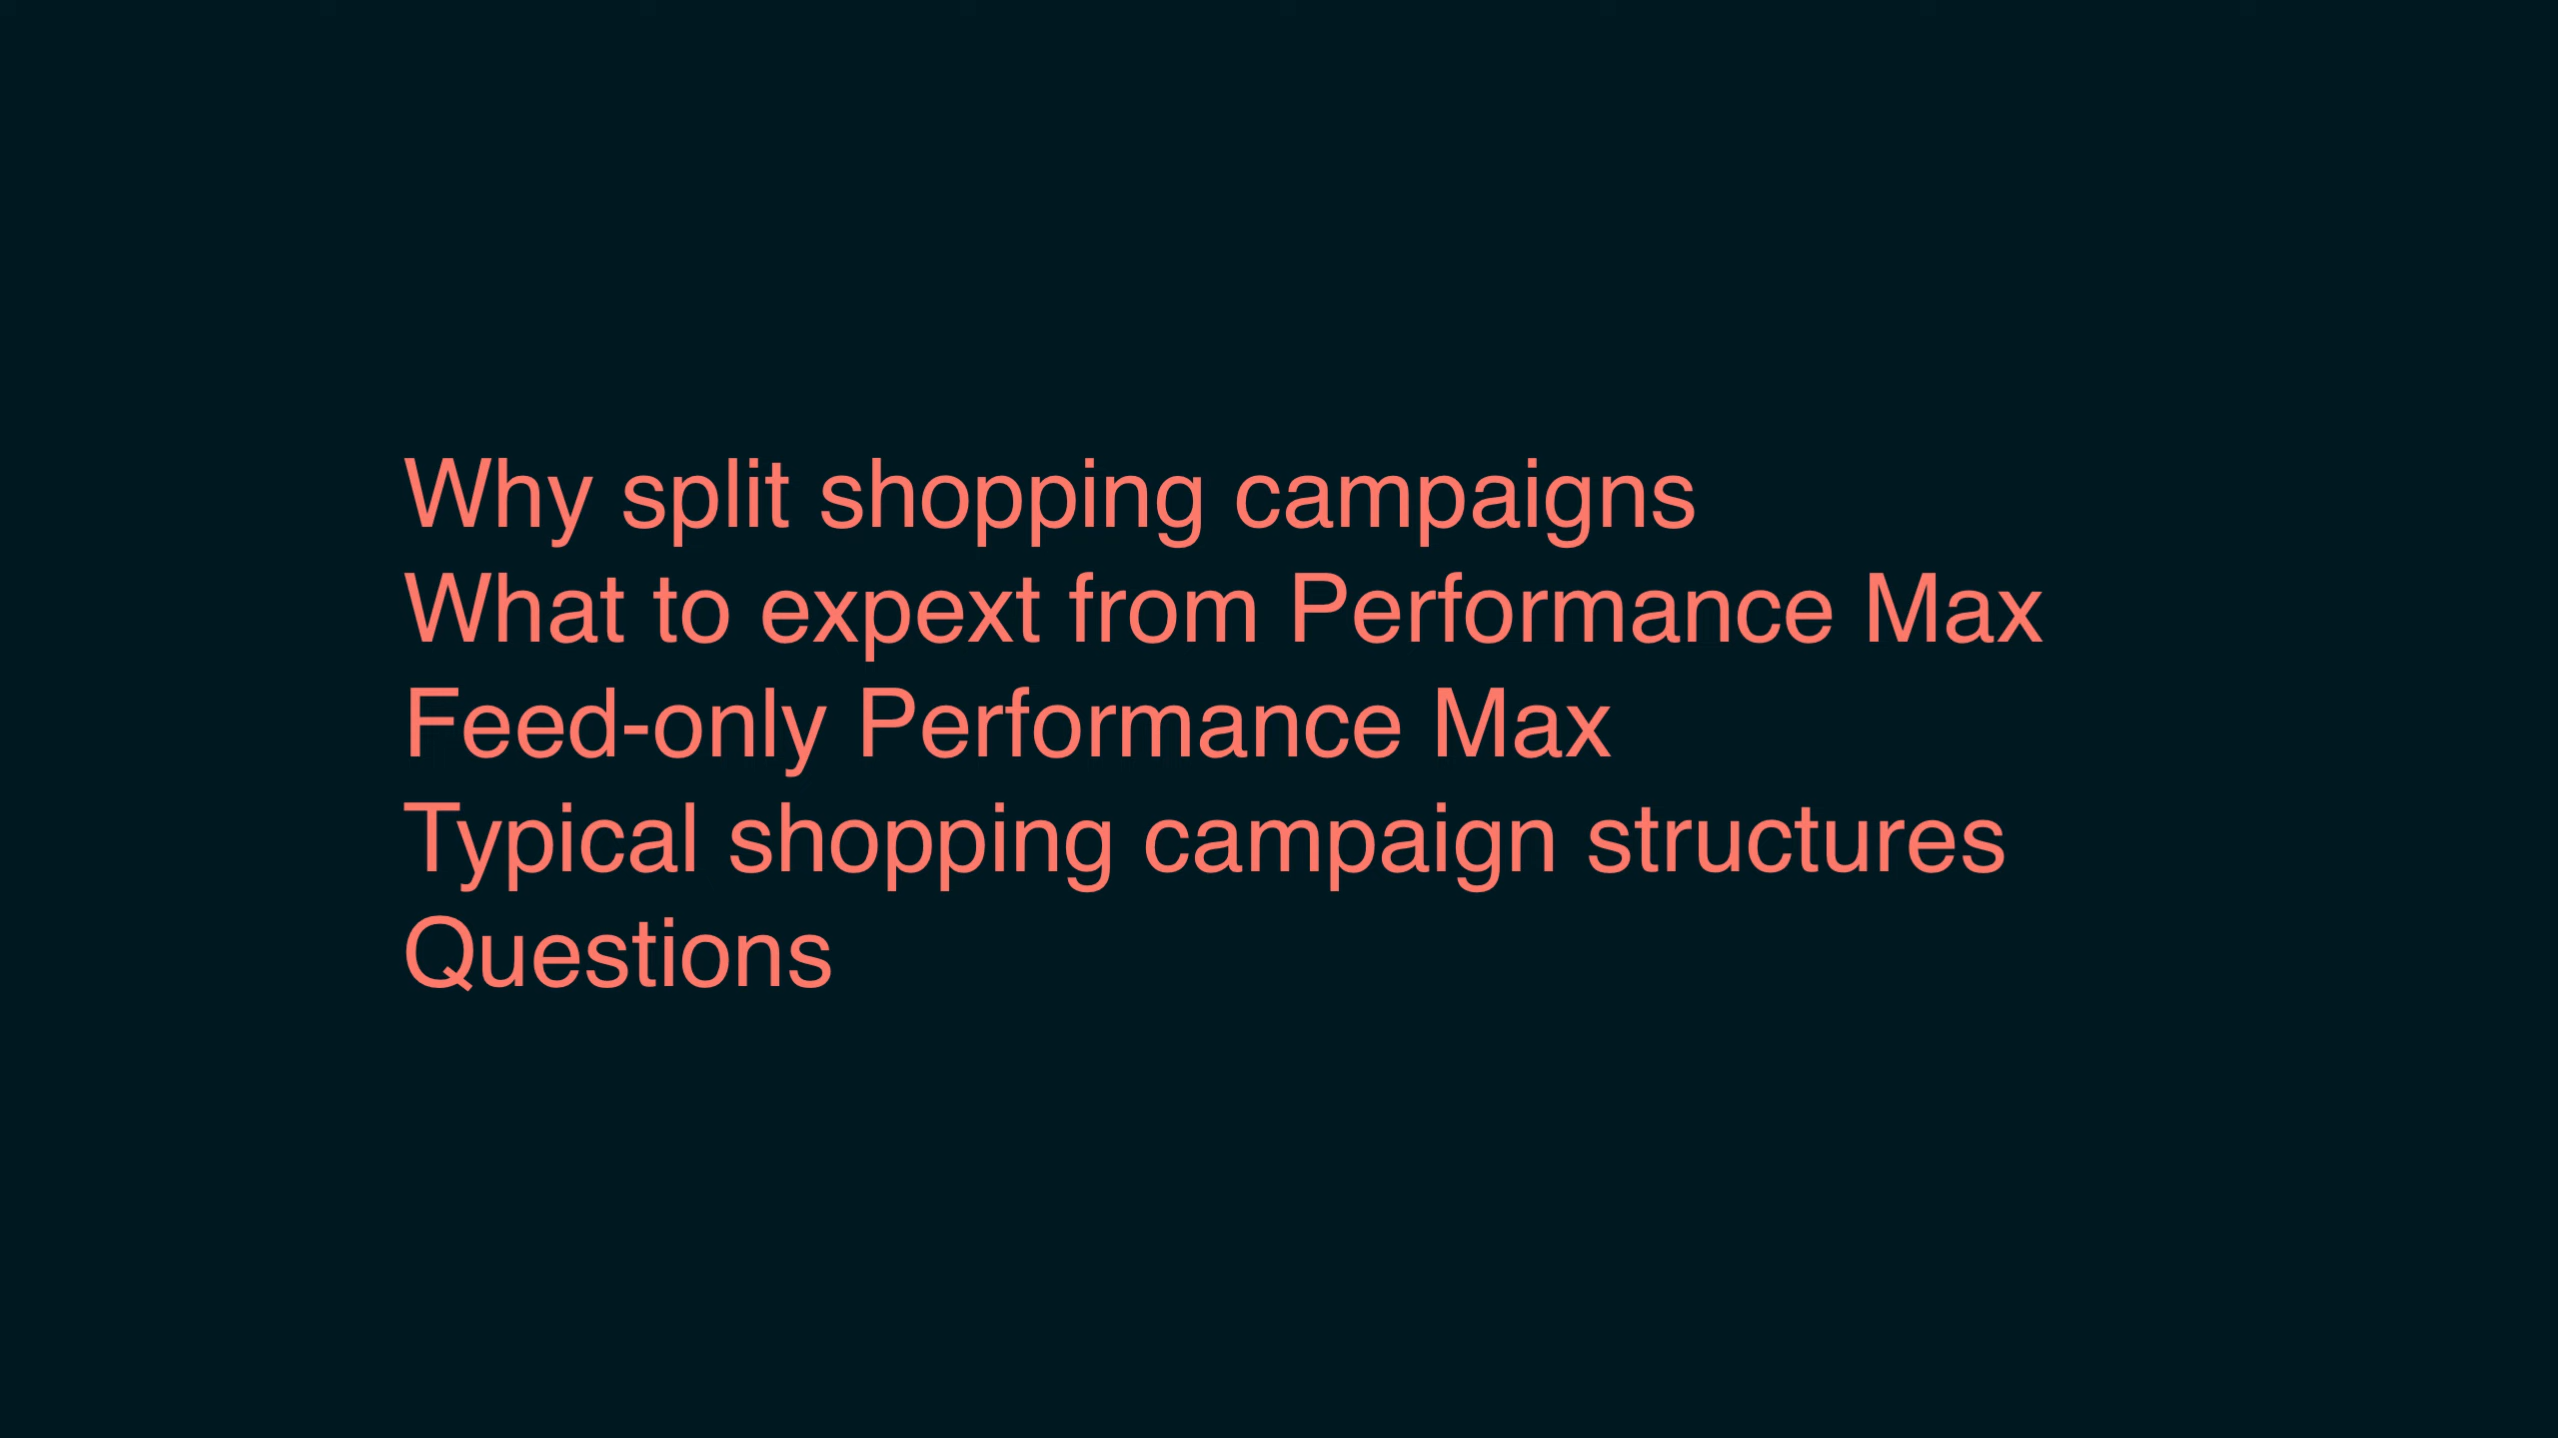 Why split shopping campaigns
What to expext from Performance Max
Feed-only Performance Max
Typical shopping campaign structures
Questions